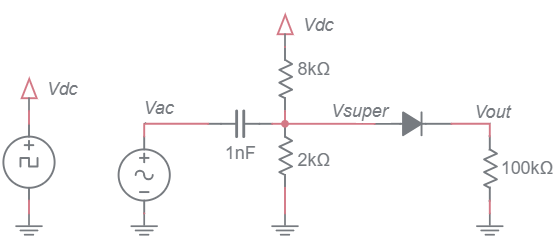 Vdc
8kΩ
Vdc
Vac
Vsuper
Vout
1nF
2kΩ
100kΩ